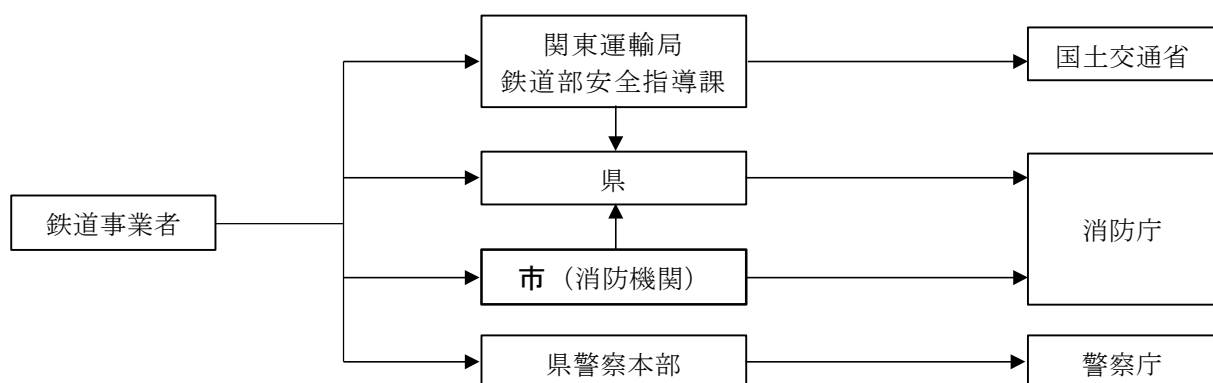 関東運輸局
鉄道部安全指導課
国土交通省
県
鉄道事業者
消防庁
市（消防機関）
県警察本部
警察庁